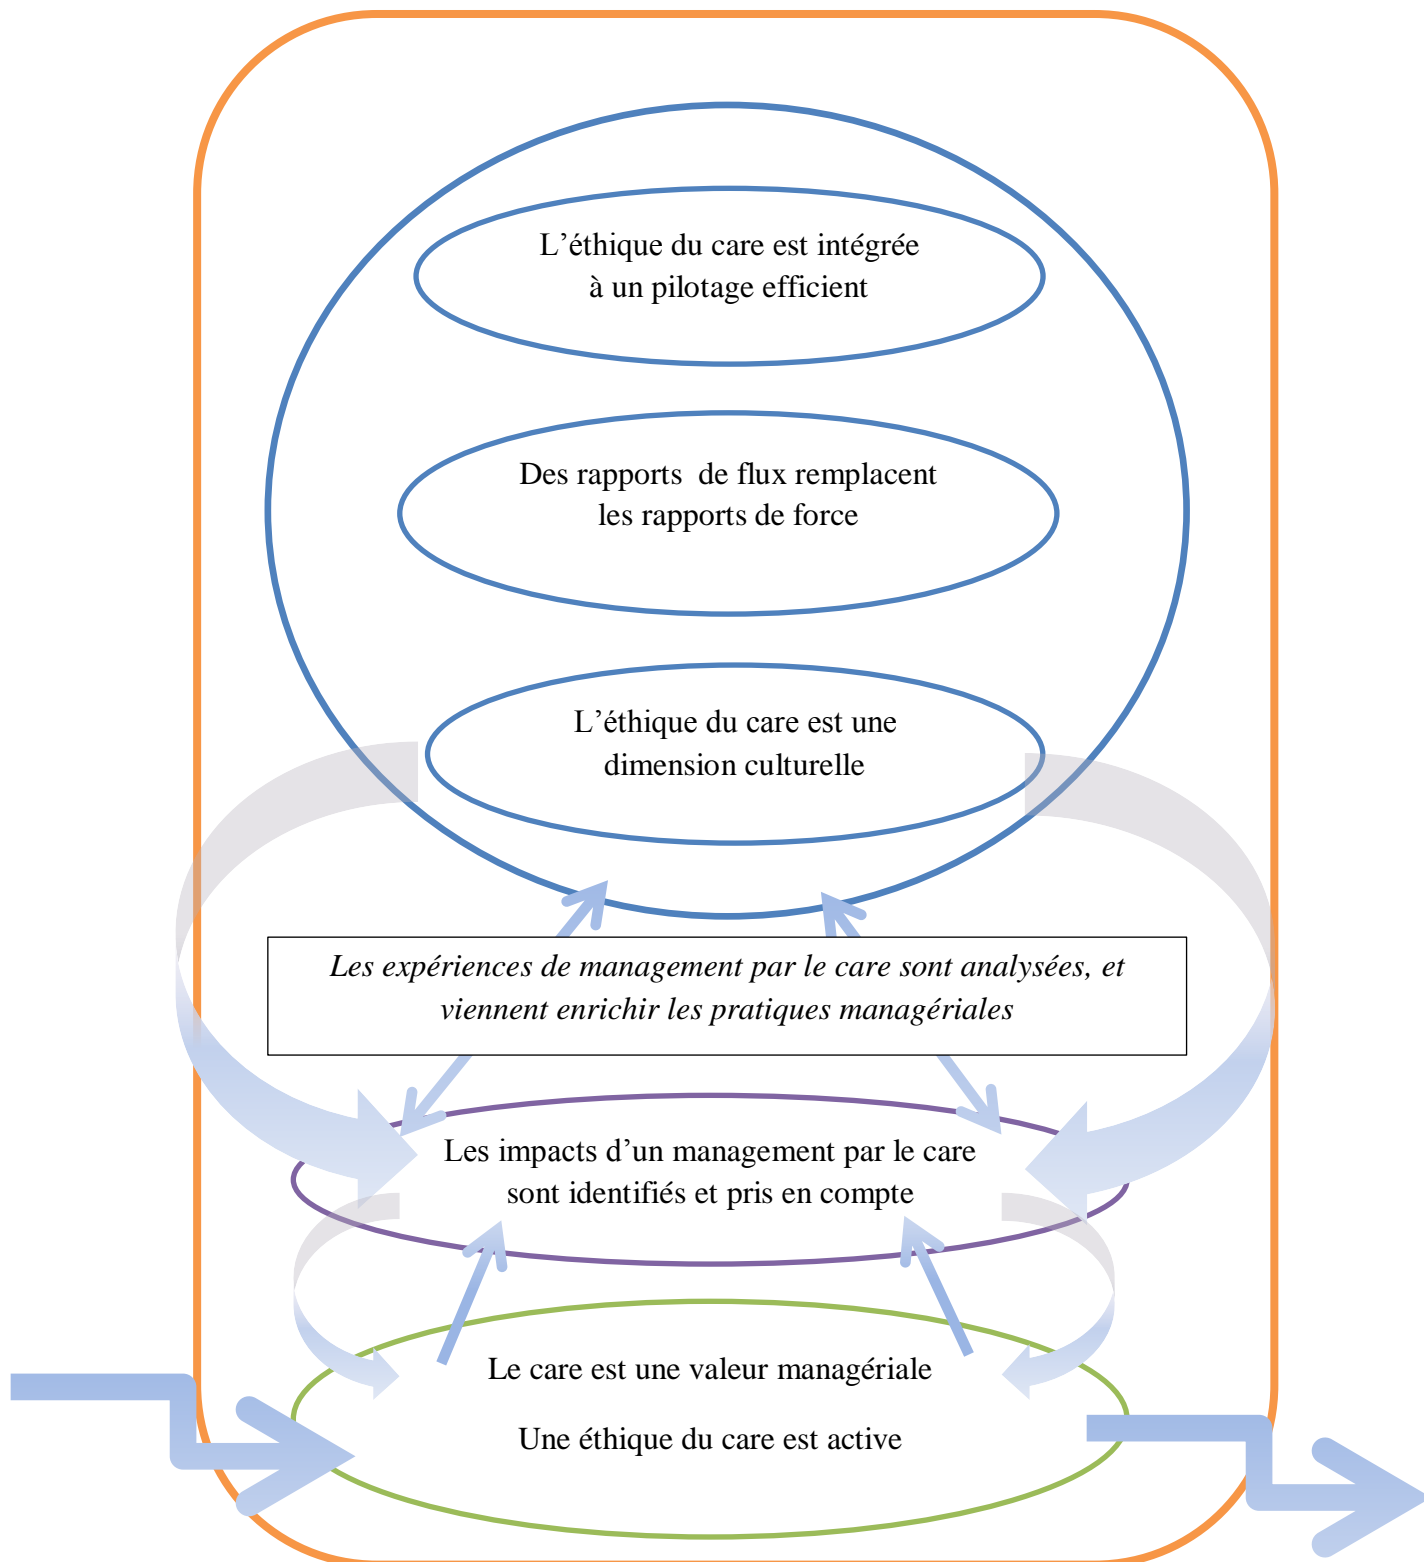 L’éthique du care est intégrée
à un pilotage efficient
Des rapports  de flux remplacent
les rapports de force
L’éthique du care est une
dimension culturelle
Les expériences de management par le care sont analysées, et
viennent enrichir les pratiques managériales
Les impacts d’un management par le care
sont identifiés et pris en compte
Le care est une valeur managériale
Une éthique du care est active